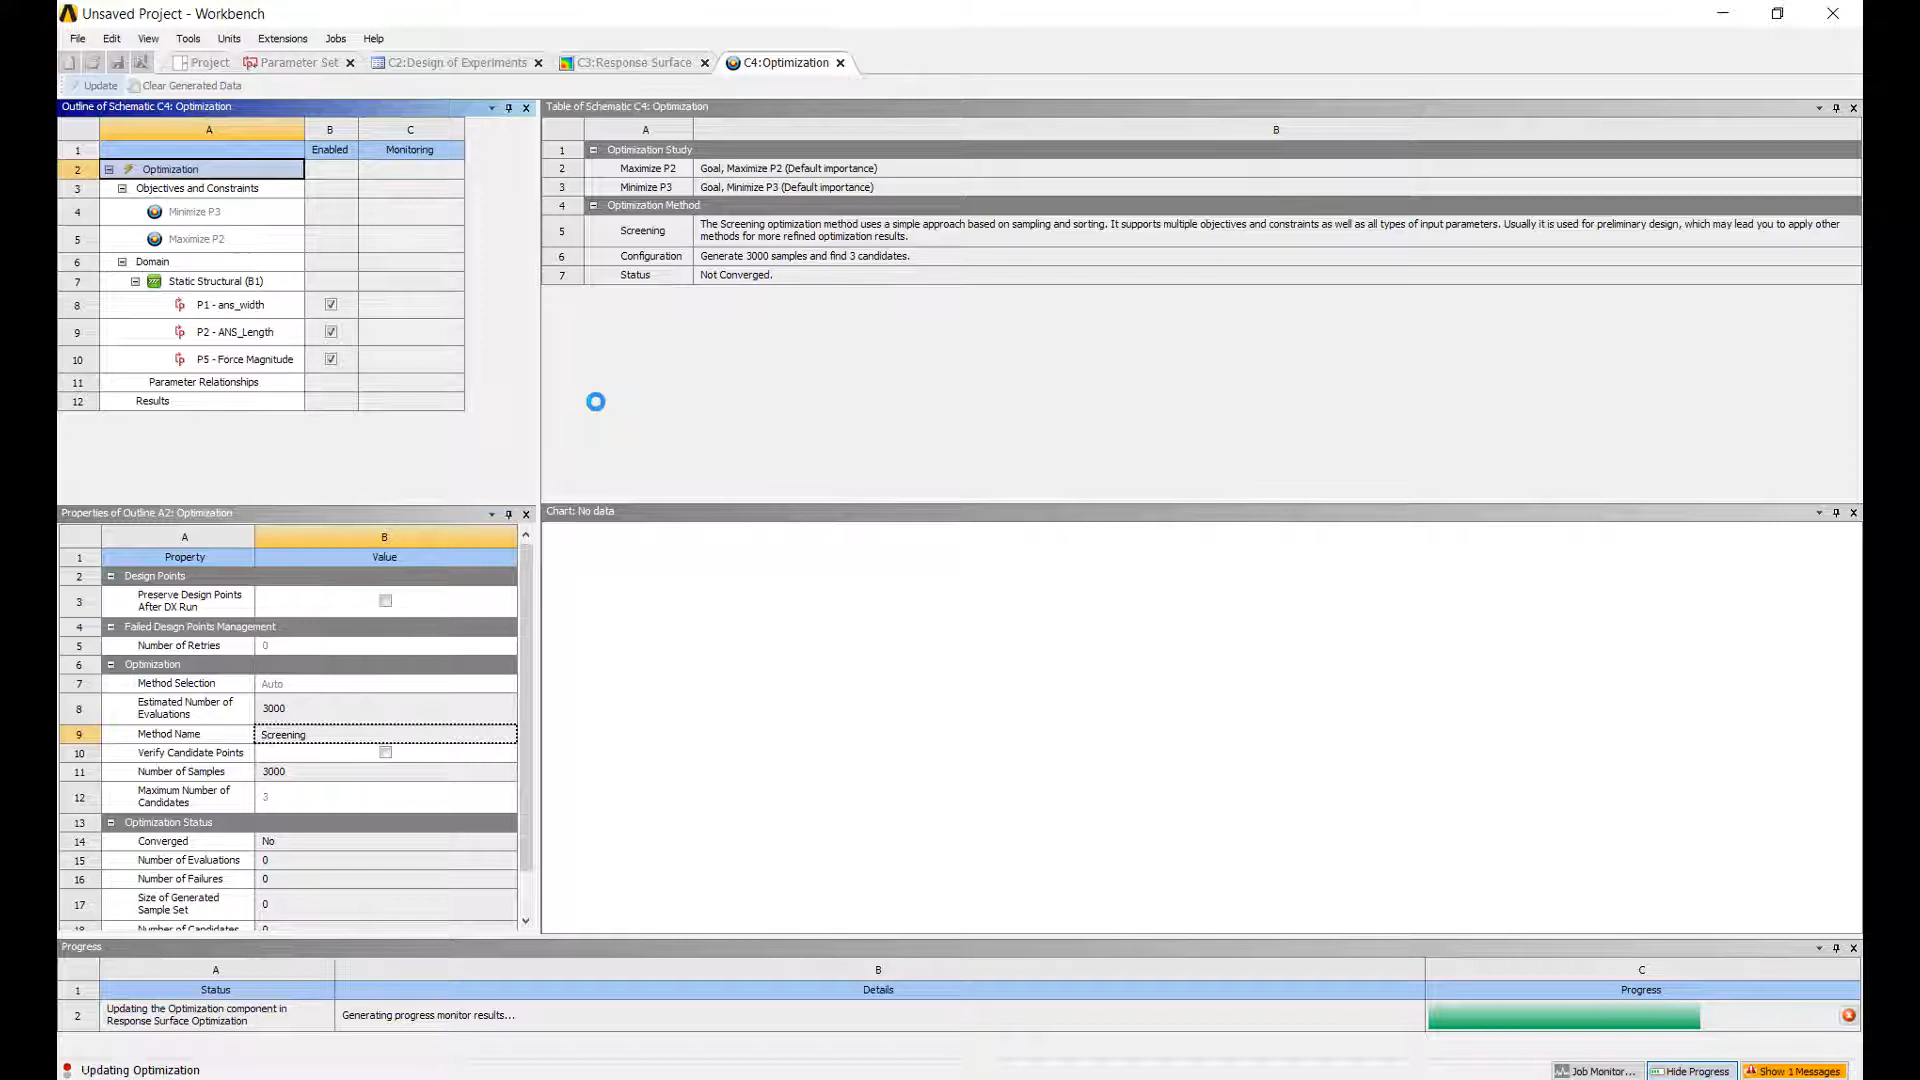 Unsaved Project - Workbench
File Edit View Tools Units Extensions Jobs Help
Project Parameter Set C2:Design of Experiments C3:Response Surface C4:Optimization
Update Clear Generated Data
Outline of Schematic C4: Optimization
A B C
1 Enabled Monitoring
2 Optimization
3 Objectives and Constraints
4 Minimize P3
5 Maximize P2
6 Domain
7 Static Structural (B1)
8 P1 - ans_width
9 P2 - ANS_Length
10 P5 - Force Magnitude
11 Parameter Relationships
12 Results
Table of Schematic C4: Optimization
A B
1 Optimization Study
2 Maximize P2 Goal, Maximize P2 (Default importance)
3 Minimize P3 Goal, Minimize P3 (Default importance)
4 Optimization Method
5 Screening The Screening optimization method uses a simple approach based on sampling and sorting. It supports multiple objectives and constraints as well as all types of input parameters. Usually it is used for preliminary design, which may lead you to apply other
methods for more refined optimization results.
6 Configuration Generate 3000 samples and find 3 candidates.
7 Status Not Converged.
Properties of Outline A2: Optimization
A B
1 Property Value
2 Design Points
3 Preserve Design Points
After DX Run
4 Failed Design Points Management
5 Number of Retries 0
6 Optimization
7 Method Selection Auto
8 Estimated Number of
Evaluations 3000
9 Method Name Screening
10 Verify Candidate Points
11 Number of Samples 3000
12 Maximum Number of
Candidates 3
13 Optimization Status
14 Converged No
15 Number of Evaluations 0
16 Number of Failures 0
17 Size of Generated
Sample Set 0
18 Number of Candidates 0
Chart: No data
Progress
A B C
1 Status Details Progress
2 Updating the Optimization component in
Response Surface Optimization Generating progress monitor results...
Updating Optimization Job Monitor... Hide Progress Show 1 Messages